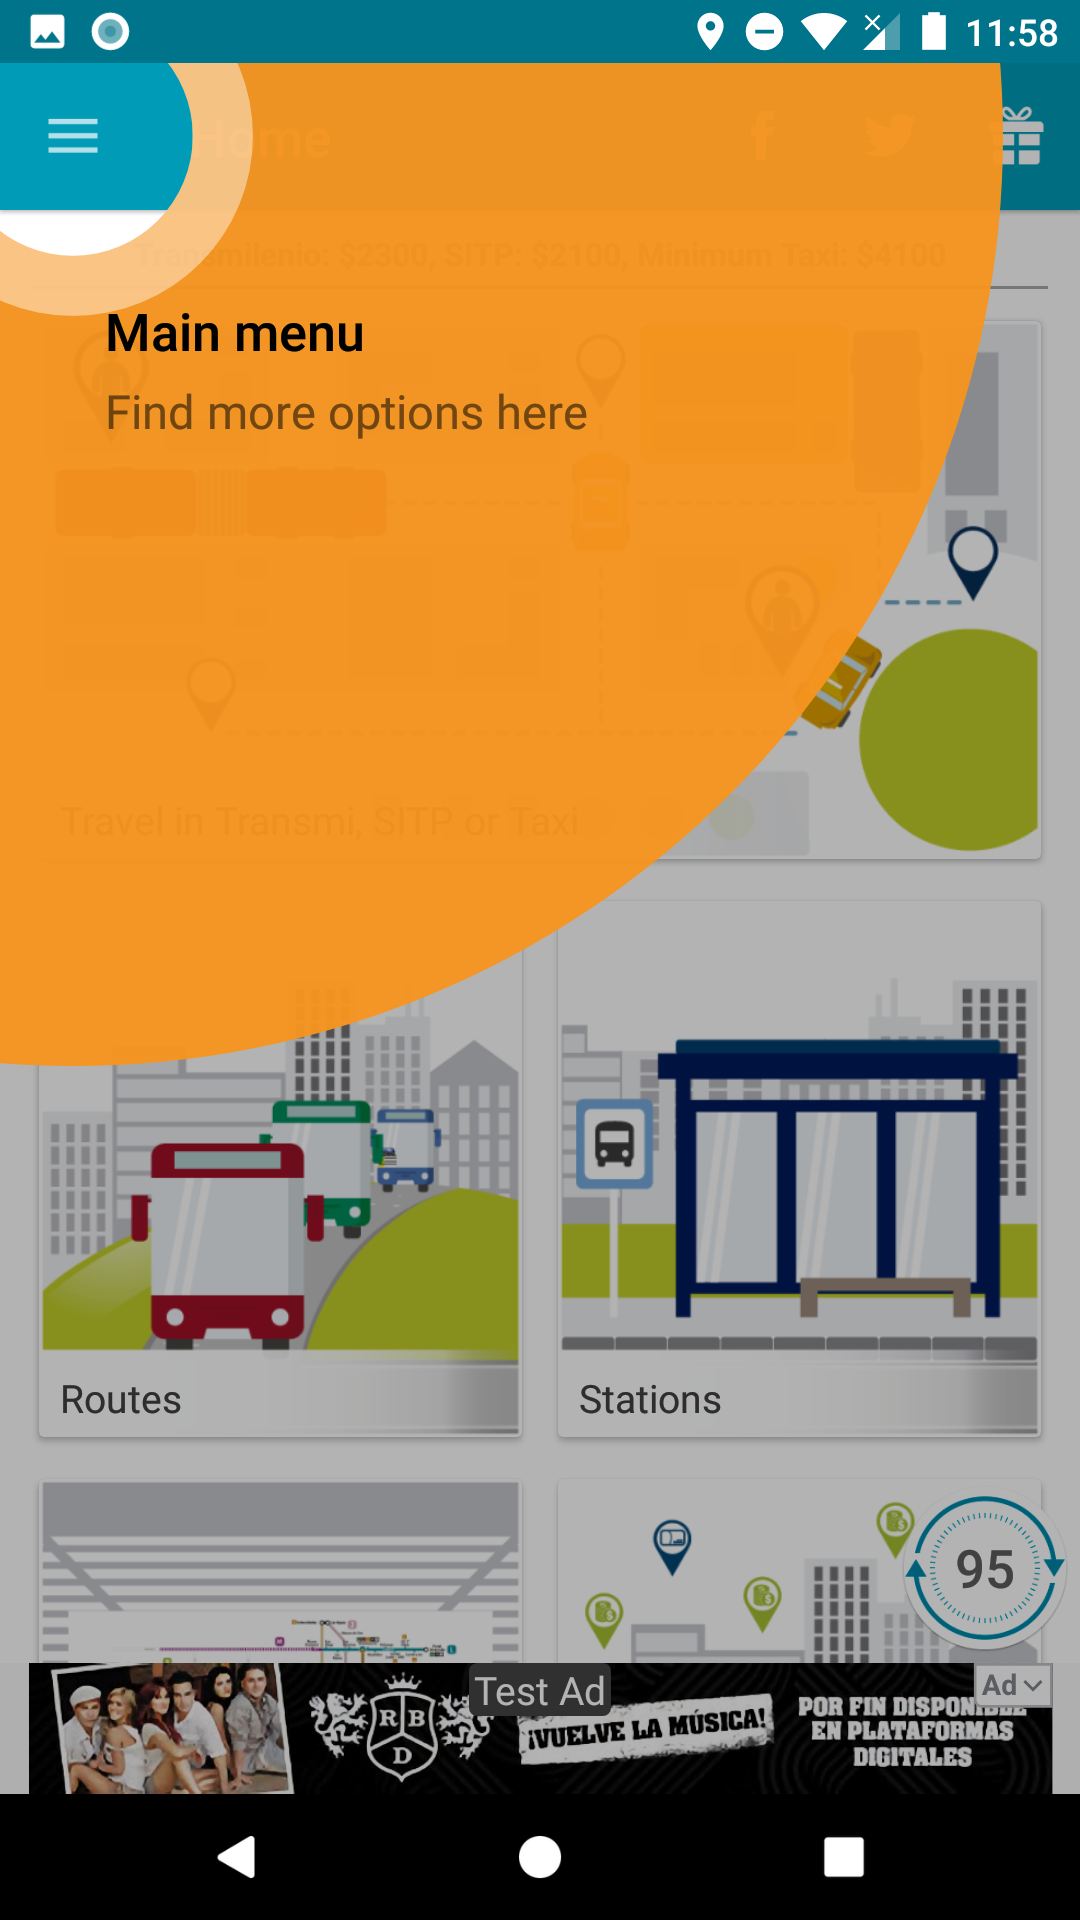 11:58
Home
Transmilenio: $2300, SITP: $2100, Minimum Taxi: $4100
Main menu
Find more options here
Travel in Transmi, SITP or Taxi
Routes
Stations
95
Test Ad
Ad
RBD
¡VUELVE LA MÚSICA!
POR FIN DISPONIBLE
EN PLATAFORMAS
DIGITALES